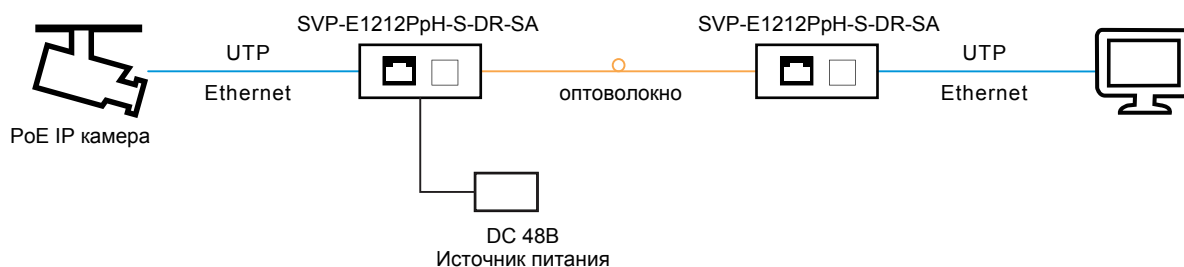 SVP-E1212PpH-S-DR-SA
SVP-E1212PpH-S-DR-SA
UTP
Ethernet
оптоволокно
UTP
Ethernet
PoE IP камера
DC 48В
Источник питания